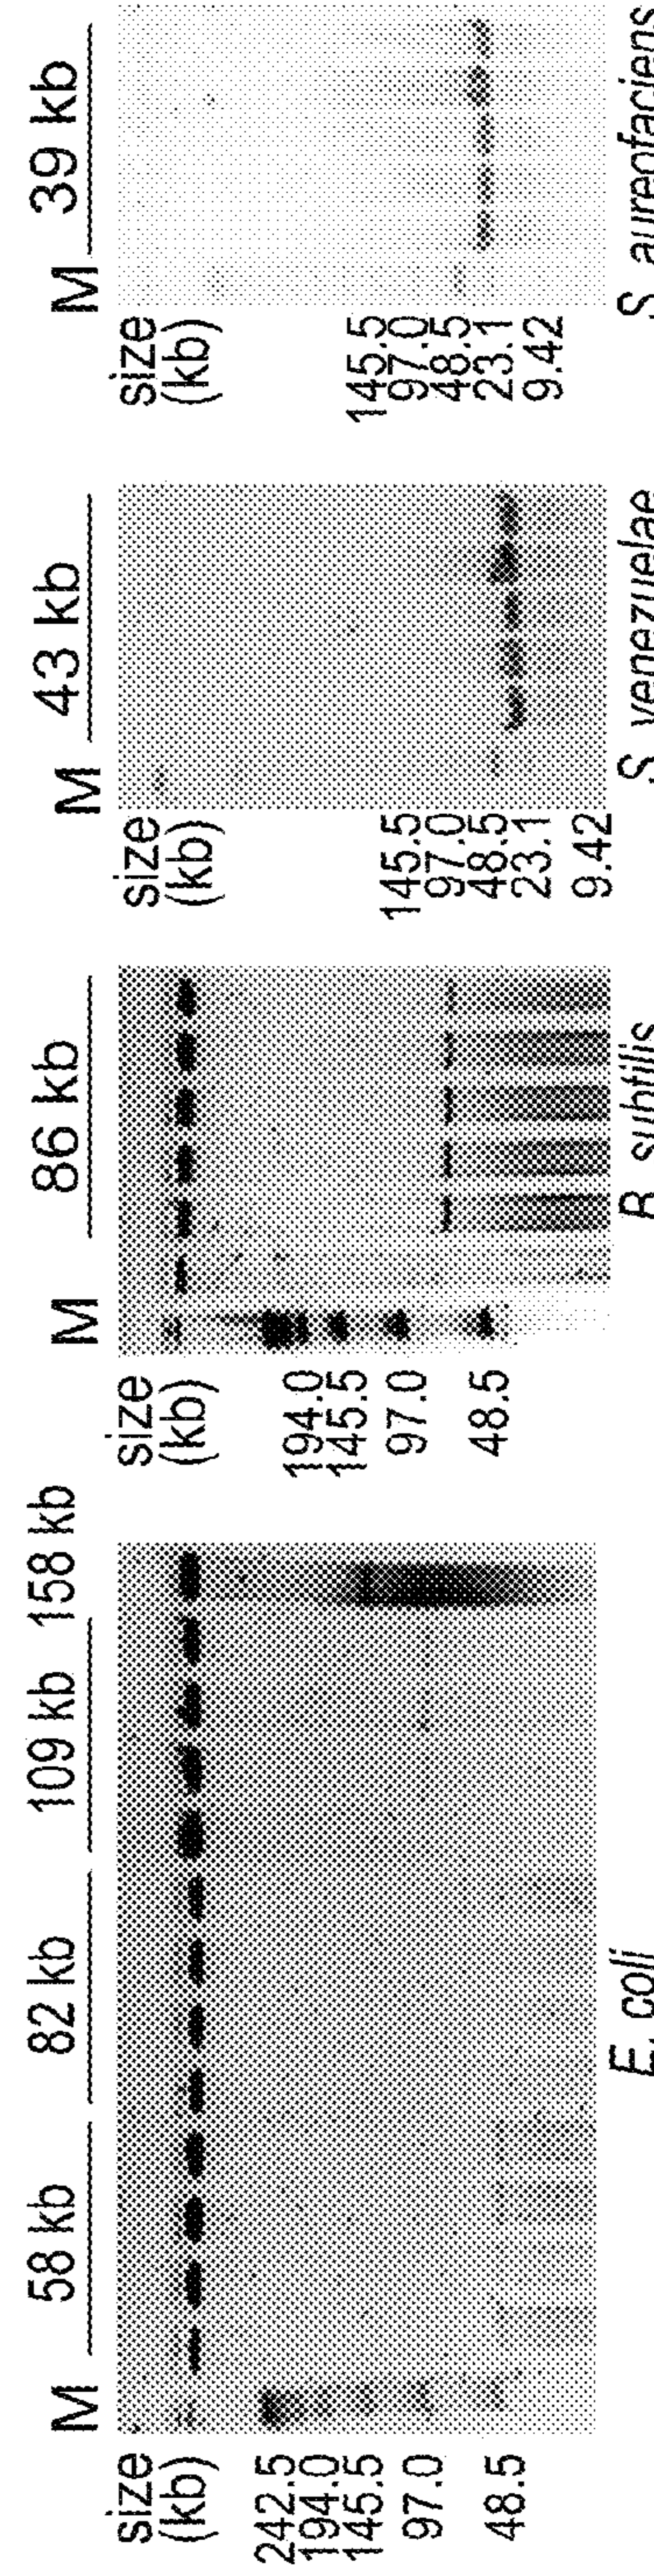 58 kb 82 kb 109 kb 158 kb
M
size
(kb)
242.5
194.0
145.5
97.0
48.5
E. coli
86 kb
M
size
(kb)
194.0
145.5
97.0
48.5
B. subtilis
43 kb
M
size
(kb)
145.5
97.0
48.5
23.1
9.42
S. venezuelae
39 kb
M
size
(kb)
145.5
97.0
48.5
23.1
9.42
S. aureofaciens